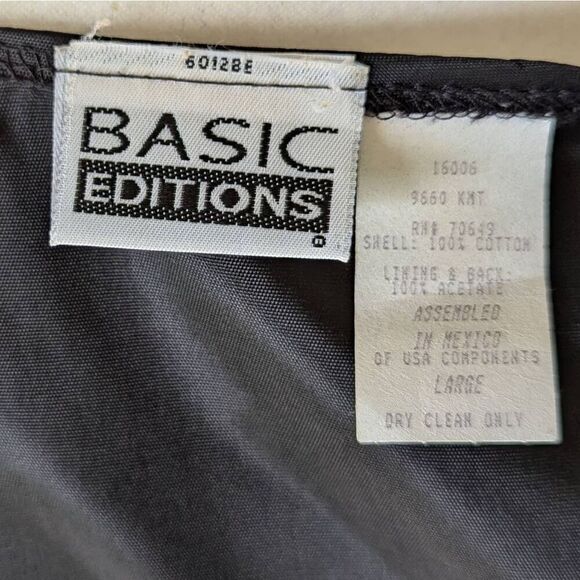 6012BE
BASIC
EDITIONS
®
16006
9660 KMT
RN# 70649
SHELL: 100% COTTON
LINING & BACK:
100% ACETATE
ASSEMBLED
IN MEXICO
OF USA COMPONENTS
LARGE
DRY CLEAN ONLY